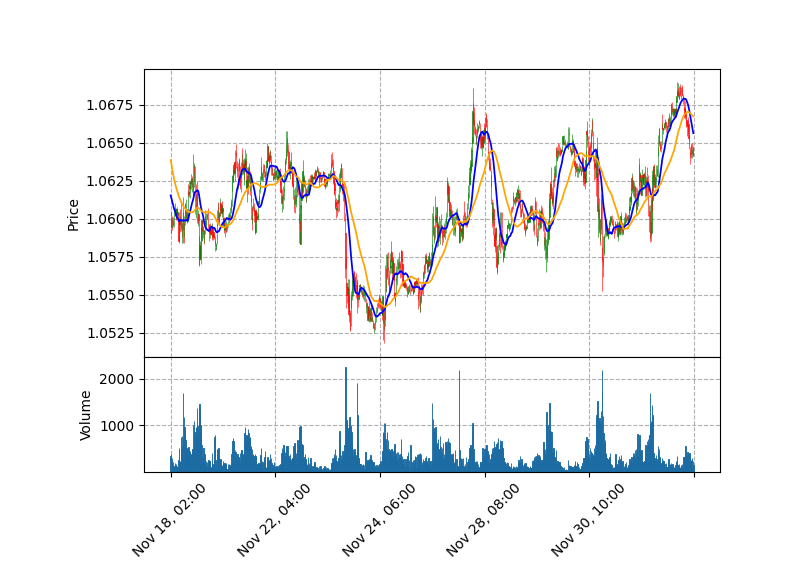 1.0675
1.0650
1.0625
1.0600
1.0575
1.0550
1.0525
Price
2000
1000
Volume
Nov 18, 02:00
Nov 22, 04:00
Nov 24, 06:00
Nov 28, 08:00
Nov 30, 10:00